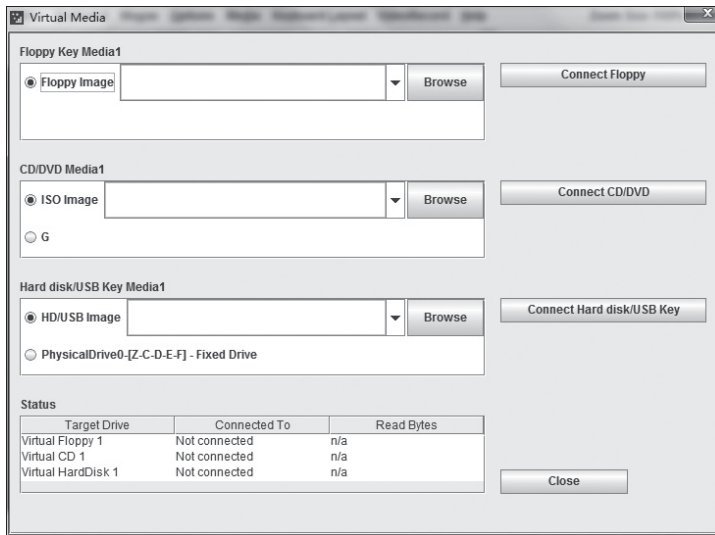 Virtual Media
Floppy Key Media1
Floppy Image
Browse
Connect Floppy
CD/DVD Media1
ISO Image
Browse
Connect CD/DVD
G
Hard disk/USB Key Media1
HD/USB Image
Browse
Connect Hard disk/USB Key
PhysicalDrive0-[Z-C-D-E-F] - Fixed Drive
Status
Target Drive Connected To Read Bytes
Virtual Floppy 1 Not connected n/a
Virtual CD 1 Not connected n/a
Virtual HardDisk 1 Not connected n/a
Close